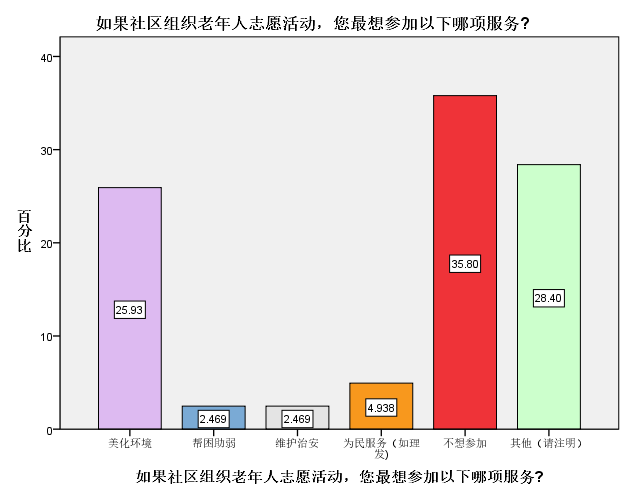 如果社区组织老年人志愿活动，您最想参加以下哪项服务?
百分比
40
30
20
10
0
25.93
2.469
2.469
4.938
35.80
28.40
美化环境
帮困助弱
维护治安
为民服务（如理
发）
不想参加
其他（请注明）
如果社区组织老年人志愿活动，您最想参加以下哪项服务?